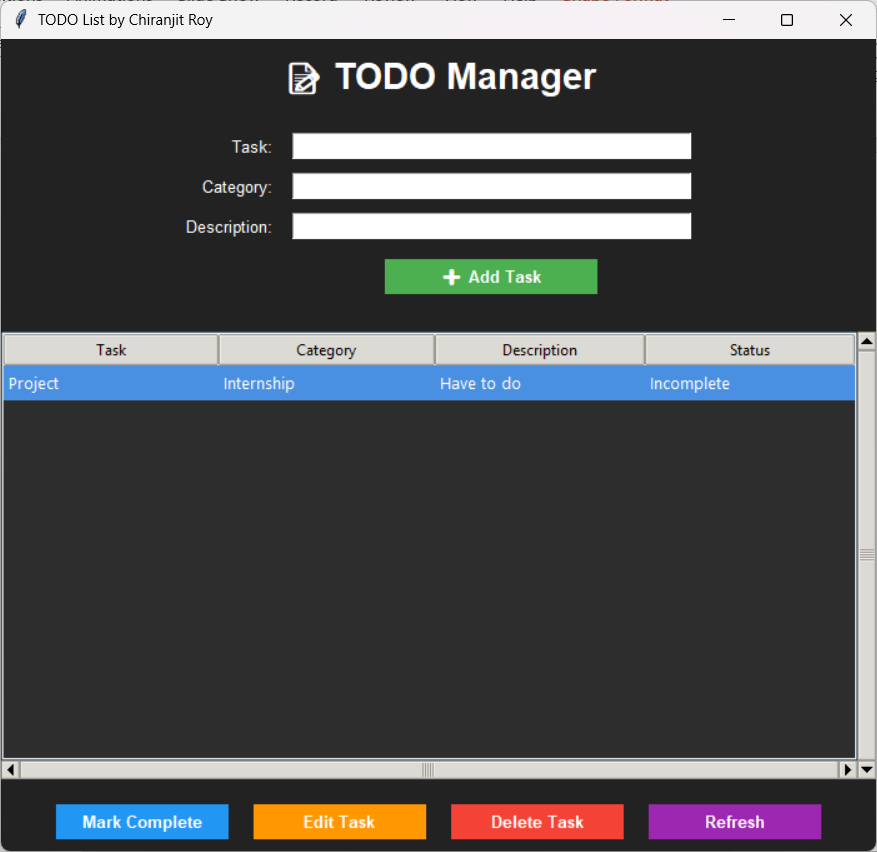 TODO List by Chiranjit Roy
TODO Manager
Task:
Category:
Description:
Add Task
Task Category Description Status
Project Internship Have to do Incomplete
Mark Complete Edit Task Delete Task Refresh